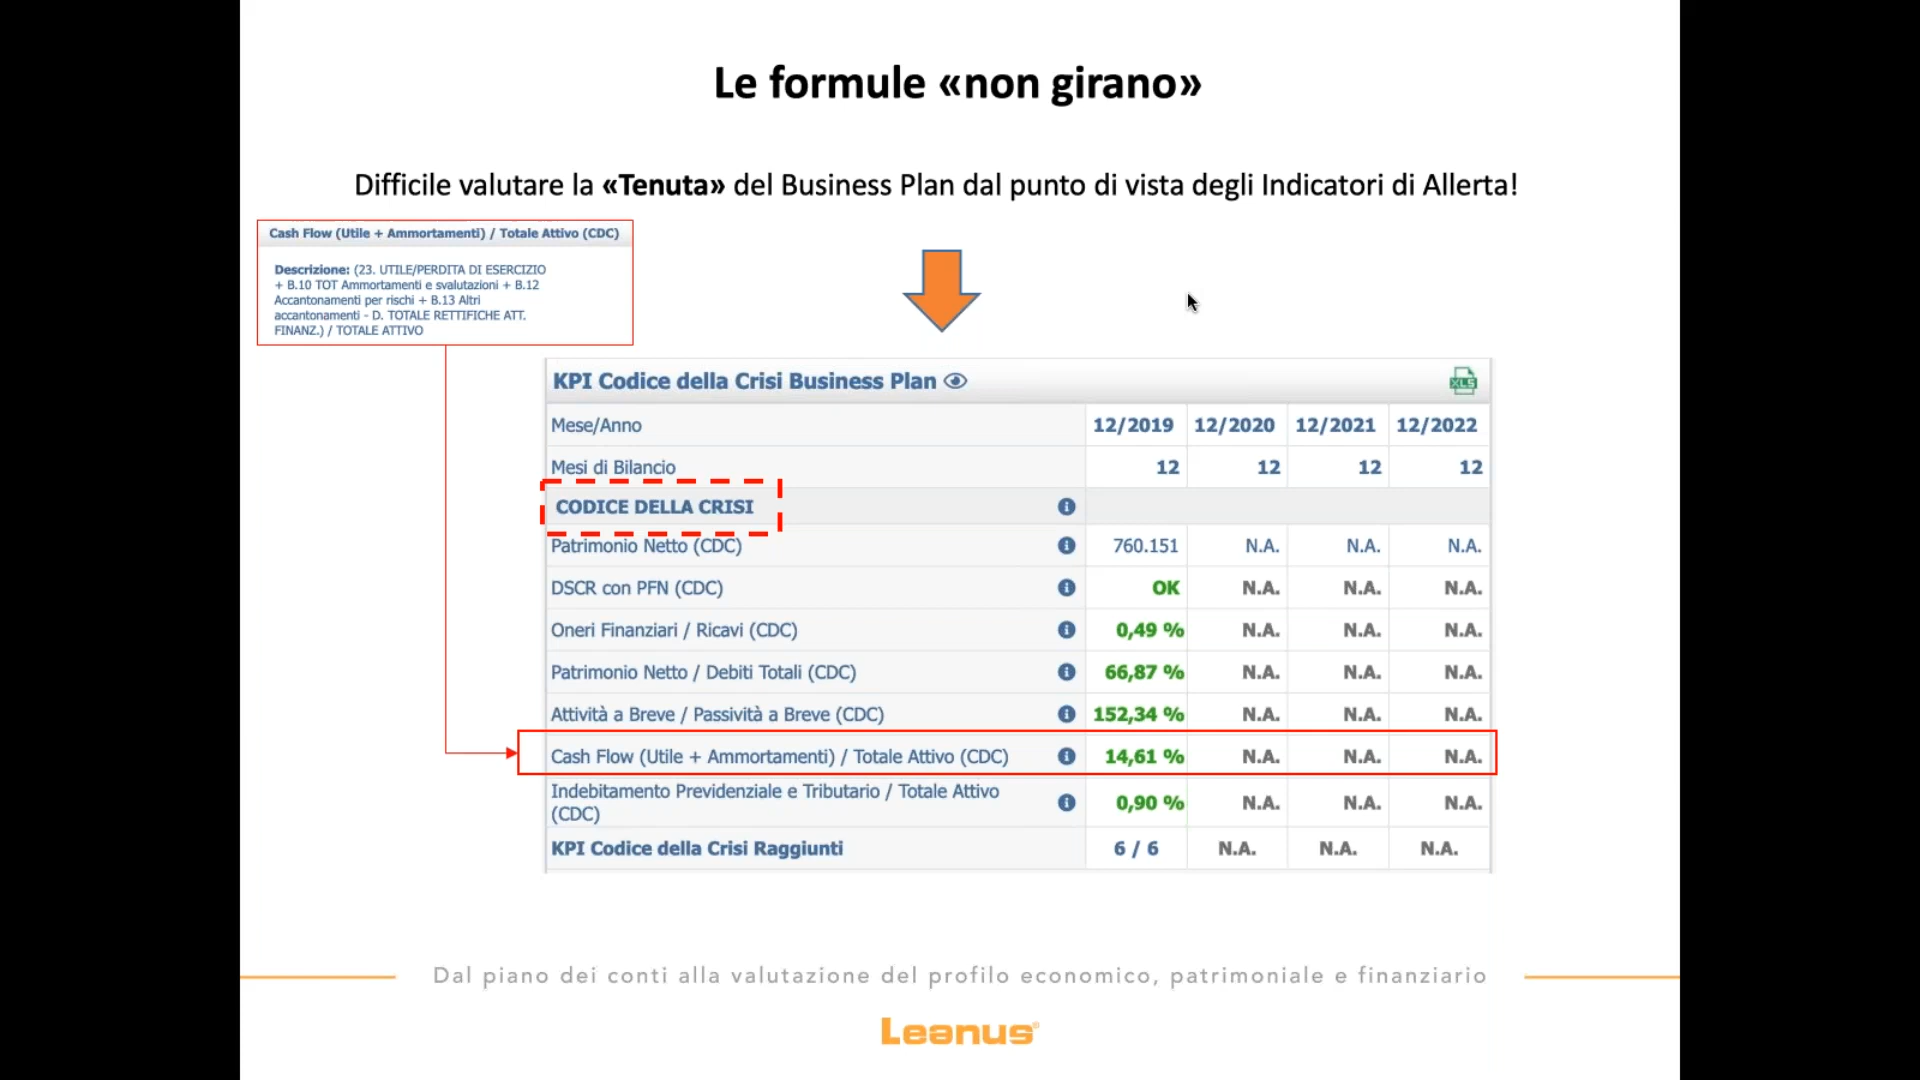 Le formule «non girano»
Difficile valutare la «Tenuta» del Business Plan dal punto di vista degli Indicatori di Allerta!
Cash Flow (Utile + Ammortamenti) / Totale Attivo (CDC)
Descrizione: (23. UTILE/PERDITA DI ESERCIZIO
+ B.10 TOT Ammortamenti e svalutazioni + B.12
Accantonamenti per rischi + B.13 Altri
accantonamenti - D. TOTALE RETTIFICHE ATT.
FINANZ.) / TOTALE ATTIVO
KPI Codice della Crisi Business Plan XLS
Mese/Anno 12/2019 12/2020 12/2021 12/2022
Mesi di Bilancio 12 12 12 12
CODICE DELLA CRISI
Patrimonio Netto (CDC) 760.151 N.A. N.A. N.A.
DSCR con PFN (CDC) OK N.A. N.A. N.A.
Oneri Finanziari / Ricavi (CDC) 0,49 % N.A. N.A. N.A.
Patrimonio Netto / Debiti Totali (CDC) 66,87 % N.A. N.A. N.A.
Attività a Breve / Passività a Breve (CDC) 152,34 % N.A. N.A. N.A.
Cash Flow (Utile + Ammortamenti) / Totale Attivo (CDC) 14,61 % N.A. N.A. N.A.
Indebitamento Previdenziale e Tributario / Totale Attivo
(CDC) 0,90 % N.A. N.A. N.A.
KPI Codice della Crisi Raggiunti 6 / 6 N.A. N.A. N.A.
Dal piano dei conti alla valutazione del profilo economico, patrimoniale e finanziario
Leanus®